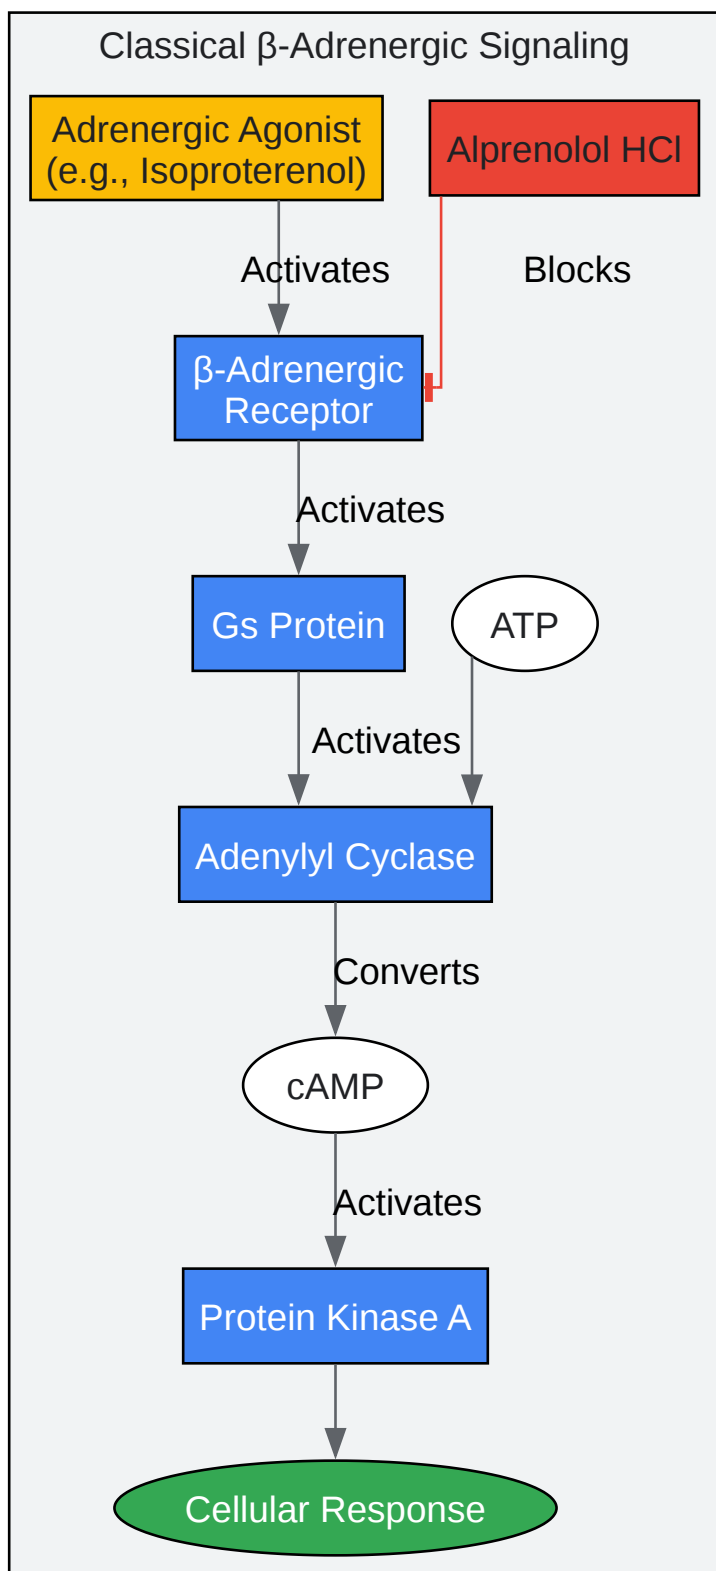 Classical β-Adrenergic Signaling
Adrenergic Agonist
(e.g., Isoproterenol)
Alprenolol HCl
Activates
Blocks
β-Adrenergic
Receptor
Activates
Gs Protein
ATP
Activates
Adenylyl Cyclase
Converts
cAMP
Activates
Protein Kinase A
Cellular Response